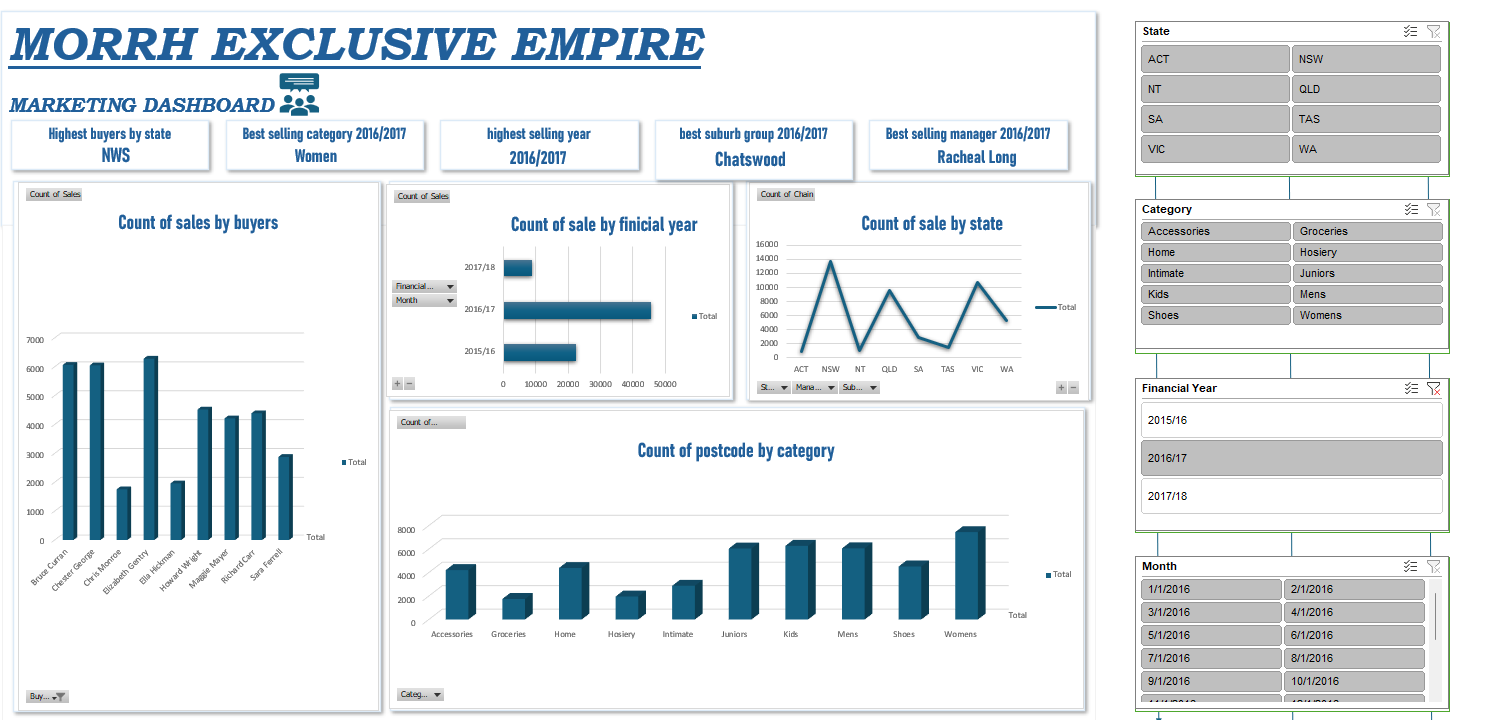 MORRH EXCLUSIVE EMPIRE
MARKETING DASHBOARD
Highest buyers by state
NWS
Best selling category 2016/2017
Women
highest selling year
2016/2017
best suburb group 2016/2017
Chatswood
Best selling manager 2016/2017
Racheal Long
Count of Sales
Count of sales by buyers
7000
6000
5000
4000
3000
2000
1000
0
Bruce Curran
Chester George
Chris Monroe
Elizabeth Gentry
Ella Hickman
Howard Wright
Maggie Mayer
Richard Carr
Sara Ferrell
Total
Total
Buy...
Count of Sales
Count of sale by finicial year
Financial ...
Month
2017/18
2016/17
2015/16
0 10000 20000 30000 40000 50000
Total
+ −
Count of Chain
Count of sale by state
16000
14000
12000
10000
8000
6000
4000
2000
0
ACT NSW NT QLD SA TAS VIC WA
Total
St... Mana... Sub...
+ −
Count of...
Count of postcode by category
8000
6000
4000
2000
0
Accessories Groceries Home Hosiery Intimate Juniors Kids Mens Shoes Womens
Total
Total
Categ...
State
ACT NSW
NT QLD
SA TAS
VIC WA
Category
Accessories Groceries
Home Hosiery
Intimate Juniors
Kids Mens
Shoes Womens
Financial Year
2015/16
2016/17
2017/18
Month
1/1/2016 2/1/2016
3/1/2016 4/1/2016
5/1/2016 6/1/2016
7/1/2016 8/1/2016
9/1/2016 10/1/2016